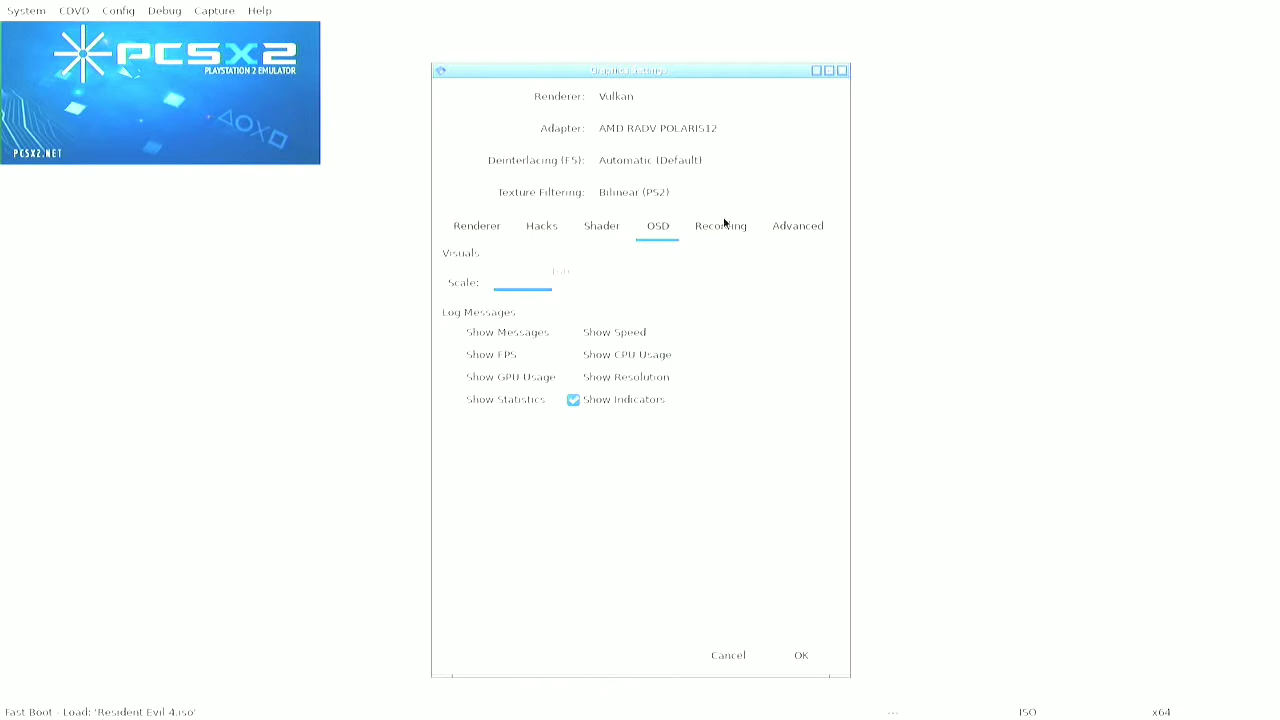 System CDVD Config Debug Capture Help
PCSX2
PLAYSTATION 2 EMULATOR
PCSX2.NET
Graphics settings
Renderer: Vulkan
Adapter: AMD RADV POLARIS12
Deinterlacing (F5): Automatic (Default)
Texture Filtering: Bilinear (PS2)
Renderer Hacks Shader OSD Recording Advanced
Visuals
Scale:
Log Messages
Show Messages Show Speed
Show FPS Show CPU Usage
Show GPU Usage Show Resolution
Show Statistics Show Indicators
Cancel OK
Fast Boot - Load: 'Resident Evil 4.iso' --- ISO x64